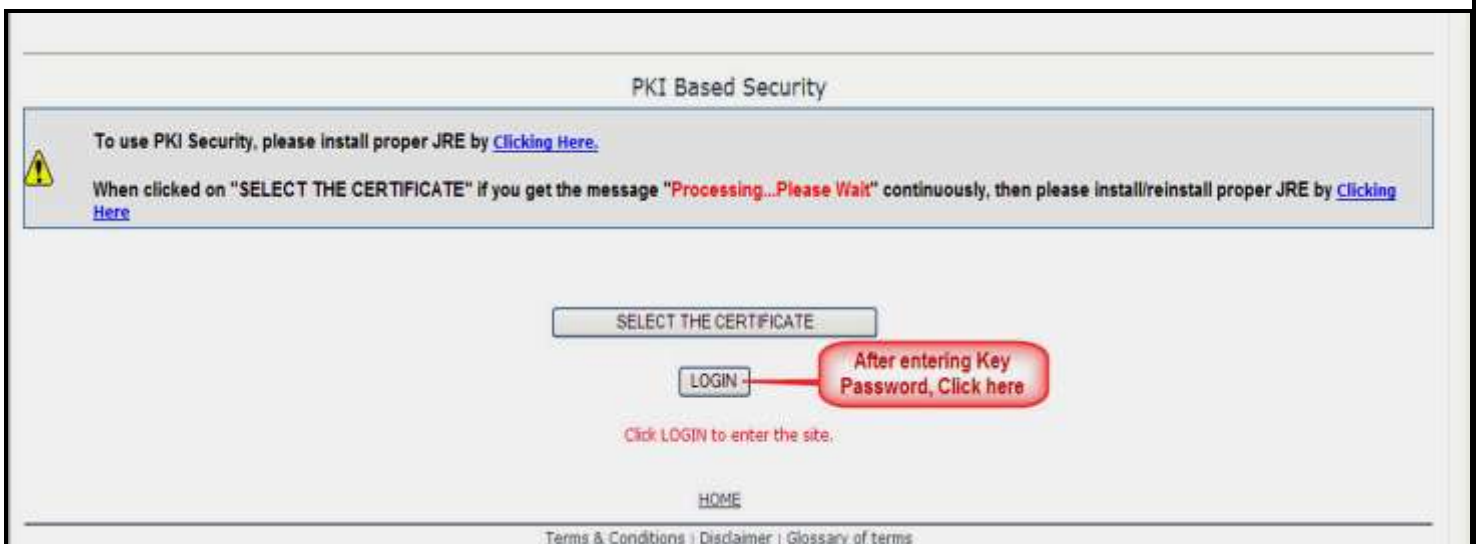 PKI Based Security
To use PKI Security, please install proper JRE by Clicking Here.
When clicked on "SELECT THE CERTIFICATE" if you get the message "Processing...Please Wait" continuously, then please install/reinstall proper JRE by Clicking
Here
SELECT THE CERTIFICATE
LOGIN
After entering Key
Password, Click here
Click LOGIN to enter the site.
HOME
Terms & Conditions | Disclaimer | Glossary of terms